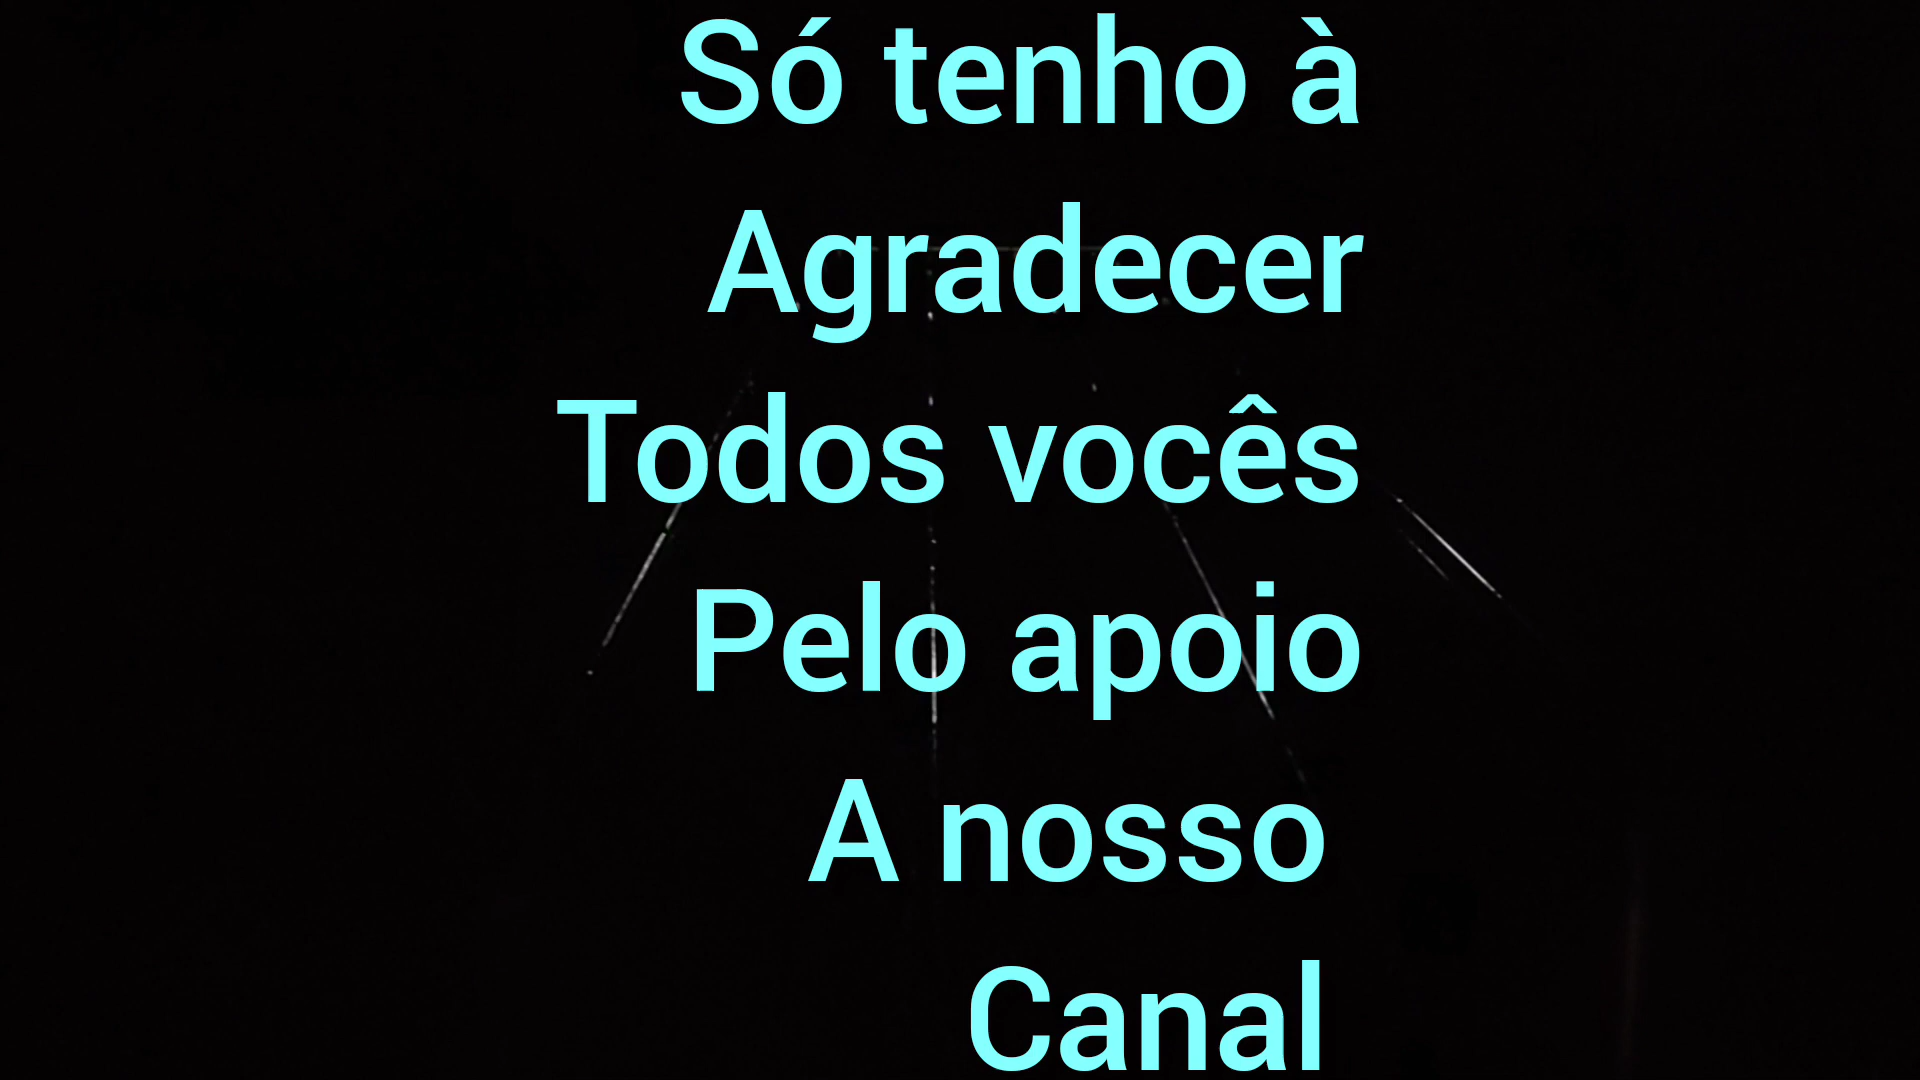 Só tenho à
Agradecer
Todos vocês
Pelo apoio
A nosso
Canal